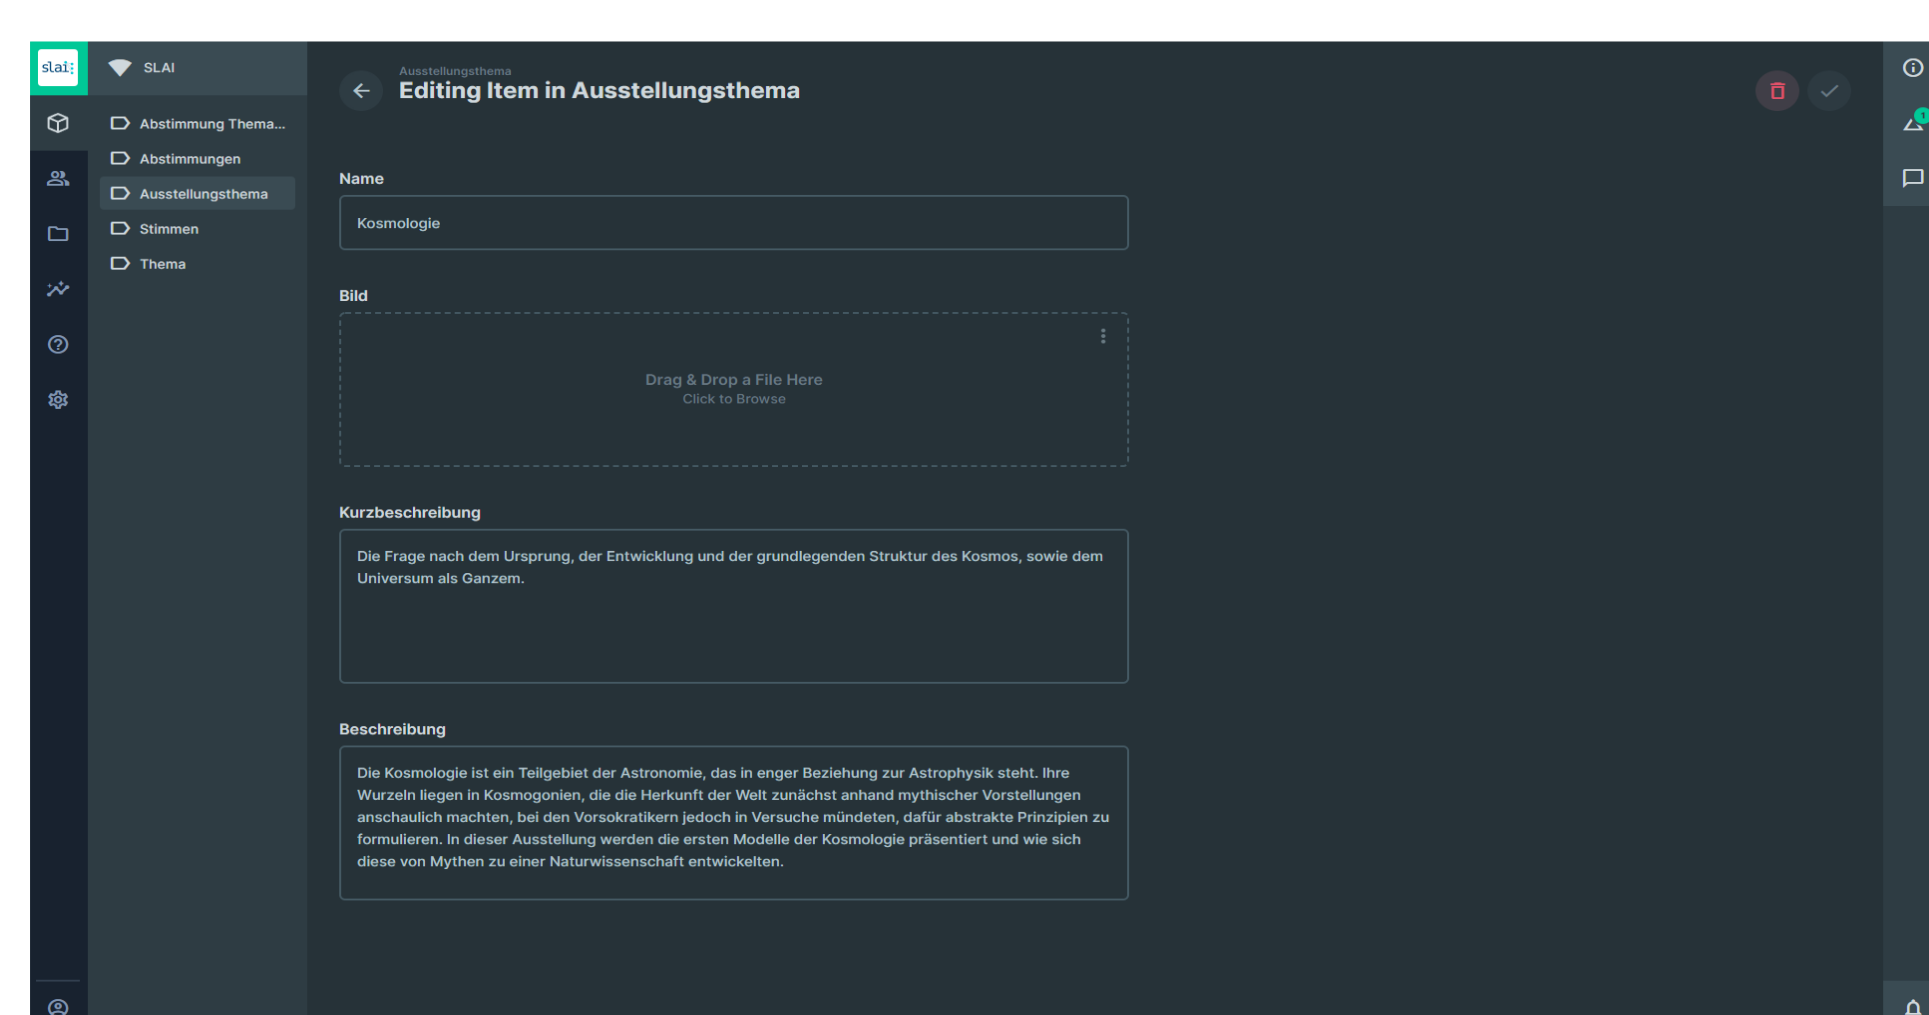 slai:
SLAI
Abstimmung Thema...
Abstimmungen
Ausstellungsthema
Stimmen
Thema
Ausstellungsthema
Editing Item in Ausstellungsthema
Name
Kosmologie
Bild
Drag & Drop a File Here
Click to Browse
Kurzbeschreibung
Die Frage nach dem Ursprung, der Entwicklung und der grundlegenden Struktur des Kosmos, sowie dem
Universum als Ganzem.
Beschreibung
Die Kosmologie ist ein Teilgebiet der Astronomie, das in enger Beziehung zur Astrophysik steht. Ihre
Wurzeln liegen in Kosmogonien, die die Herkunft der Welt zunächst anhand mythischer Vorstellungen
anschaulich machten, bei den Vorsokratikern jedoch in Versuche mündeten, dafür abstrakte Prinzipien zu
formulieren. In dieser Ausstellung werden die ersten Modelle der Kosmologie präsentiert und wie sich
diese von Mythen zu einer Naturwissenschaft entwickelten.
1